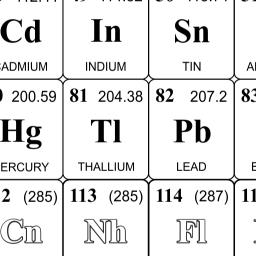 Cd In Sn
CADMIUM INDIUM TIN
0 200.59 81 204.38 82 207.2 83
Hg Tl Pb
ERCURY THALLIUM LEAD
2 (285) 113 (285) 114 (287) 11
Cn Nh Fl